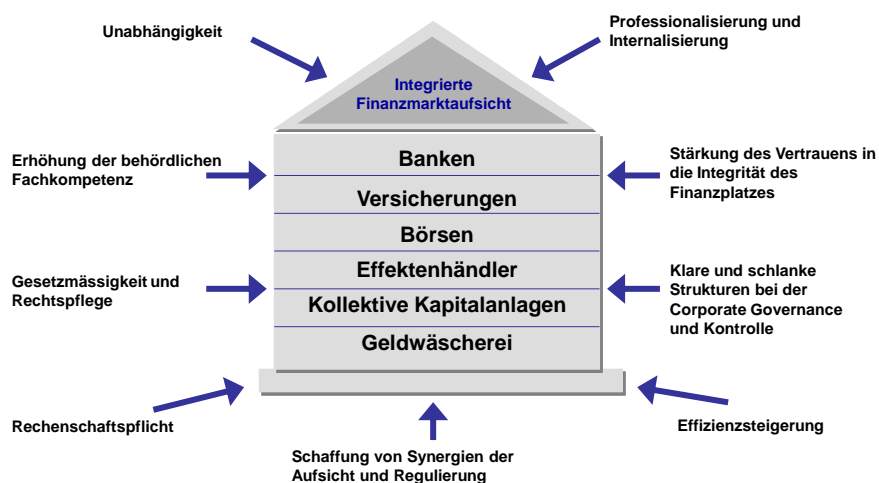 Unabhängigkeit
Professionalisierung und
Internalisierung
Integrierte
Finanzmarktaufsicht
Erhöhung der behördlichen
Fachkompetenz
Banken
Stärkung des Vertrauens in
die Integrität des
Finanzplatzes
Versicherungen
Börsen
Gesetzmässigkeit und
Rechtspflege
Effektenhändler
Klare und schlanke
Strukturen bei der
Corporate Governance
und Kontrolle
Kollektive Kapitalanlagen
Geldwäscherei
Rechenschaftspflicht
Effizienzsteigerung
Schaffung von Synergien der
Aufsicht und Regulierung